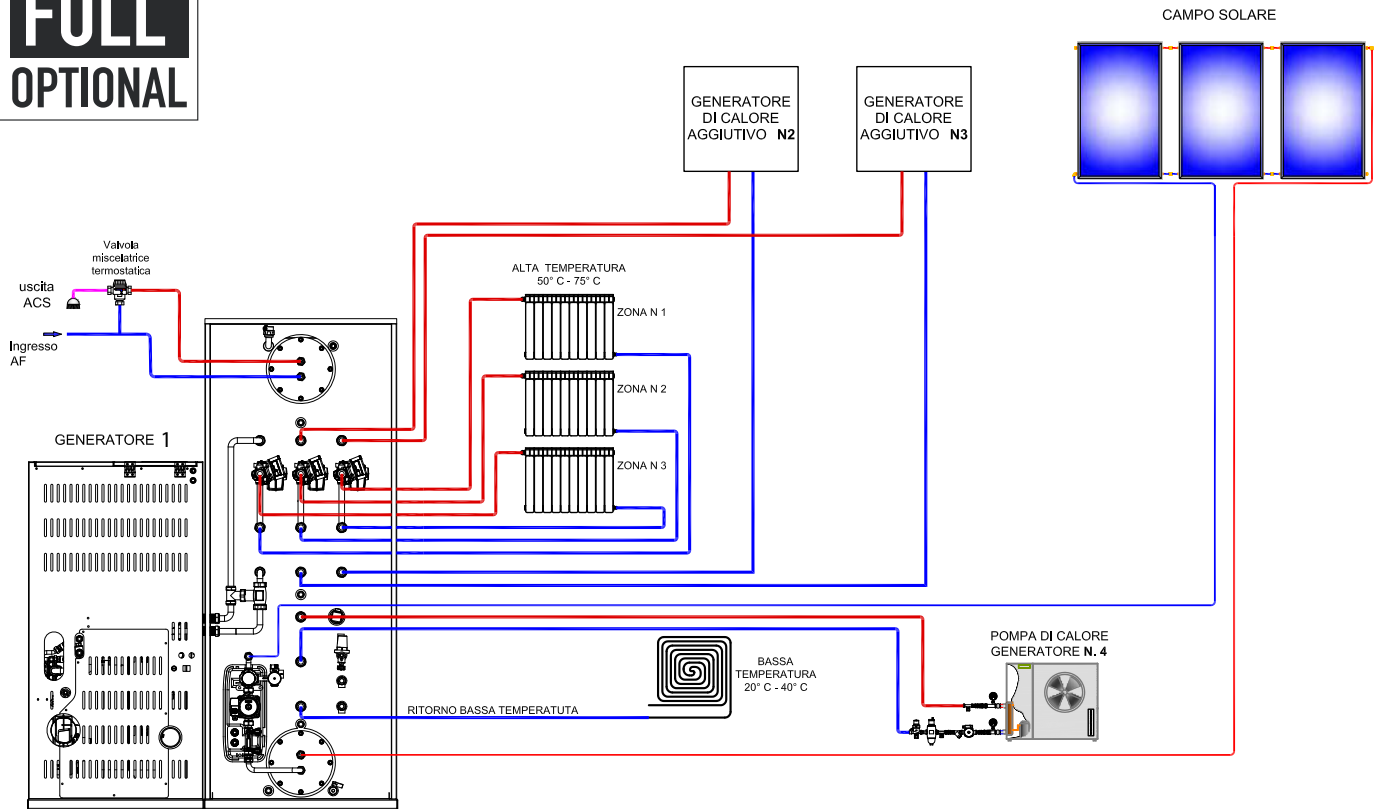 FULL
OPTIONAL
CAMPO SOLARE
GENERATORE
DI CALORE
AGGIUTIVO N2
GENERATORE
DI CALORE
AGGIUTIVO N3
Valvola
miscelatrice
termostatica
uscita
ACS
Ingresso
AF
ALTA TEMPERATURA
50° C - 75° C
ZONA N 1
ZONA N 2
ZONA N 3
GENERATORE 1
POMPA DI CALORE
GENERATORE N. 4
BASSA
TEMPERATURA
20° C - 40° C
RITORNO BASSA TEMPERATUTA